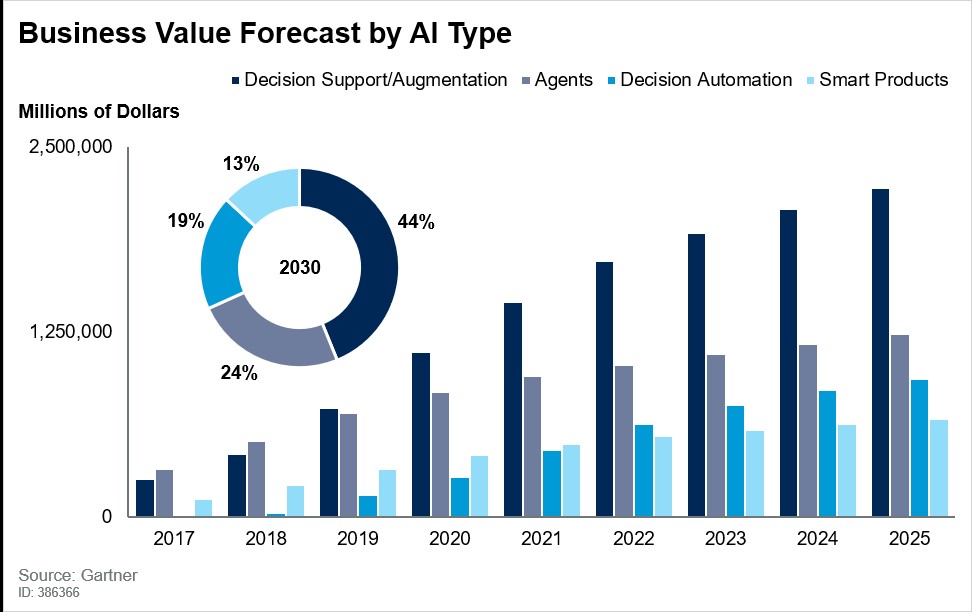 Business Value Forecast by AI Type
Decision Support/Augmentation Agents Decision Automation Smart Products
Millions of Dollars
2,500,000
1,250,000
0
13%
19%
44%
2030
24%
2017 2018 2019 2020 2021 2022 2023 2024 2025
Source: Gartner
ID: 386366